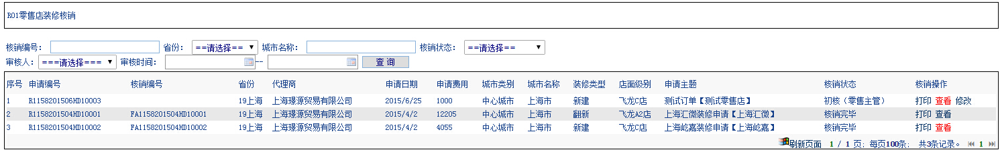 R01零售店装修核销
核销编号: 省份: ==请选择== 城市名称: 核销状态: ==请选择==
审核人: ===请选择=== 审核时间: -- 查 询
序号 申请编号 核销编号 省份 代理商 申请日期 申请费用 城市类别 城市名称 装修类型 店面级别 申请主题 核销状态 核销操作
1 R1158201506HD10003 19上海 上海璟源贸易有限公司 2015/6/25 1000 中心城市 上海市 新建 飞龙C店 测试订单【测试零售店】 初核（零售主管） 打印 查看 修改
2 R1158201504HD10001 FA1158201504HD10001 19上海 上海璟源贸易有限公司 2015/4/2 12205 中心城市 上海市 翻新 飞龙A2店 上海汇微装修申请【上海汇微】 核销完毕 打印 查看
3 R1158201504HD10002 FA1158201504HD10002 19上海 上海璟源贸易有限公司 2015/4/2 4055 中心城市 上海市 新建 飞龙C店 上海屹嘉装修申请【上海屹嘉】 核销完毕 打印 查看
刷新页面 1 / 1 页; 每页100条; 共3条记录。 1